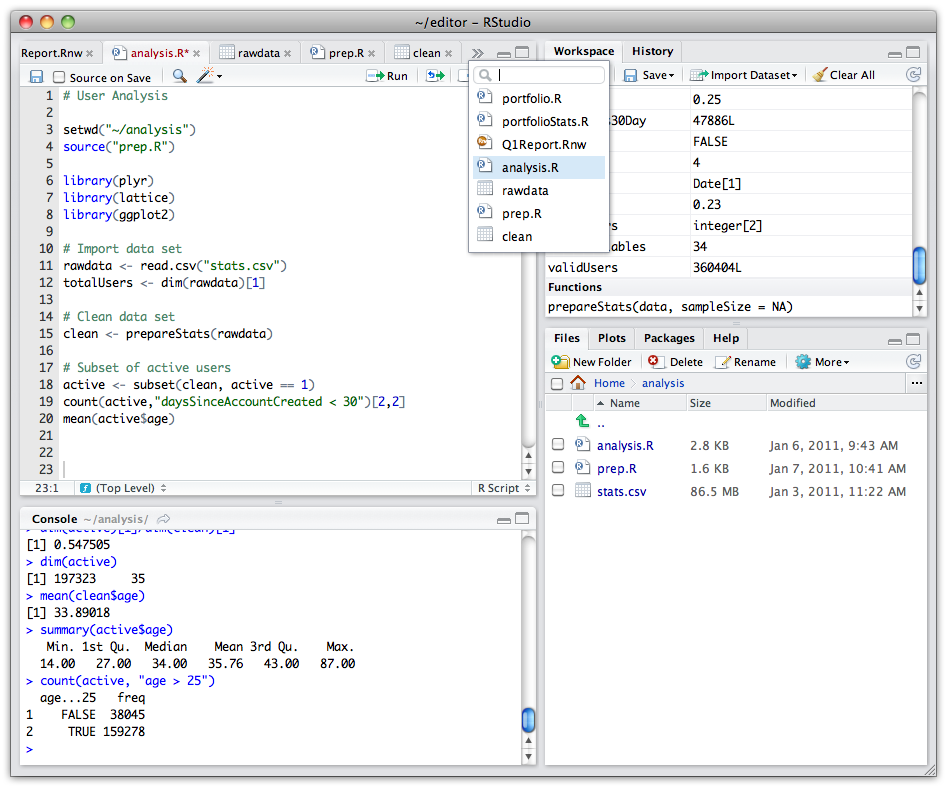 ~/editor – RStudio
Report.Rnw
analysis.R*
rawdata
prep.R
clean
Source on Save
Run
1 # User Analysis
2
3 setwd("~/analysis")
4 source("prep.R")
5
6 library(plyr)
7 library(lattice)
8 library(ggplot2)
9
10 # Import data set
11 rawdata <- read.csv("stats.csv")
12 totalUsers <- dim(rawdata)[1]
13
14 # Clean data set
15 clean <- prepareStats(rawdata)
16
17 # Subset of active users
18 active <- subset(clean, active == 1)
19 count(active,"daysSinceAccountCreated < 30")[2,2]
20 mean(active$age)
21
22
23
23:1 (Top Level) R Script
portfolio.R
portfolioStats.R
Q1Report.Rnw
analysis.R
rawdata
prep.R
clean
Console ~/analysis/
> dim(active)[1]/dim(clean)[1]
[1] 0.547505
> dim(active)
[1] 197323 35
> mean(clean$age)
[1] 33.89018
> summary(active$age)
Min. 1st Qu. Median Mean 3rd Qu. Max.
14.00 27.00 34.00 35.76 43.00 87.00
> count(active, "age > 25")
age...25 freq
1 FALSE 38045
2 TRUE 159278
>
Workspace History
Save Import Dataset Clear All
0.25
s30Day 47886L
FALSE
4
Date[1]
0.23
integer[2]
ables 34
validUsers 360404L
Functions
prepareStats(data, sampleSize = NA)
Files Plots Packages Help
New Folder Delete Rename More
Home analysis ...
Name Size Modified
..
analysis.R 2.8 KB Jan 6, 2011, 9:43 AM
prep.R 1.6 KB Jan 7, 2011, 10:41 AM
stats.csv 86.5 MB Jan 3, 2011, 11:22 AM